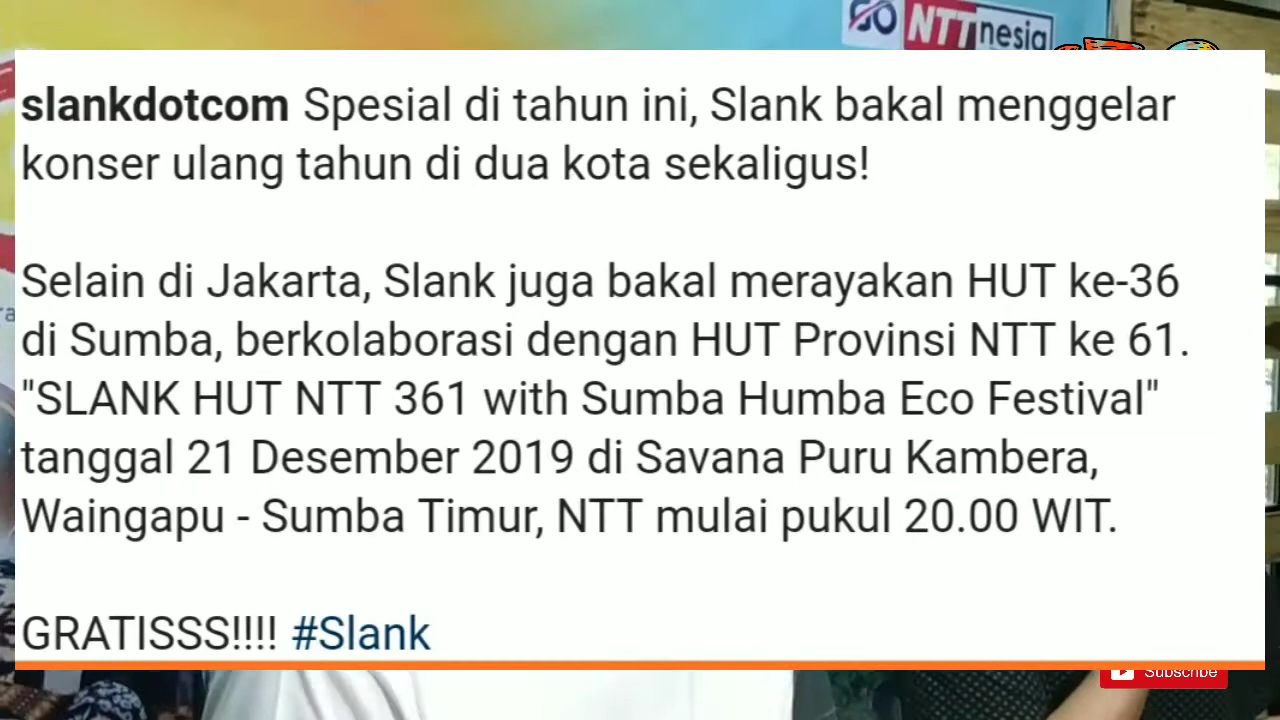 GO NTTnesia
slankdotcom Spesial di tahun ini, Slank bakal menggelar
konser ulang tahun di dua kota sekaligus!
Selain di Jakarta, Slank juga bakal merayakan HUT ke-36
di Sumba, berkolaborasi dengan HUT Provinsi NTT ke 61.
"SLANK HUT NTT 361 with Sumba Humba Eco Festival"
tanggal 21 Desember 2019 di Savana Puru Kambera,
Waingapu - Sumba Timur, NTT mulai pukul 20.00 WIT.
GRATISSS!!!! #Slank
Subscribe